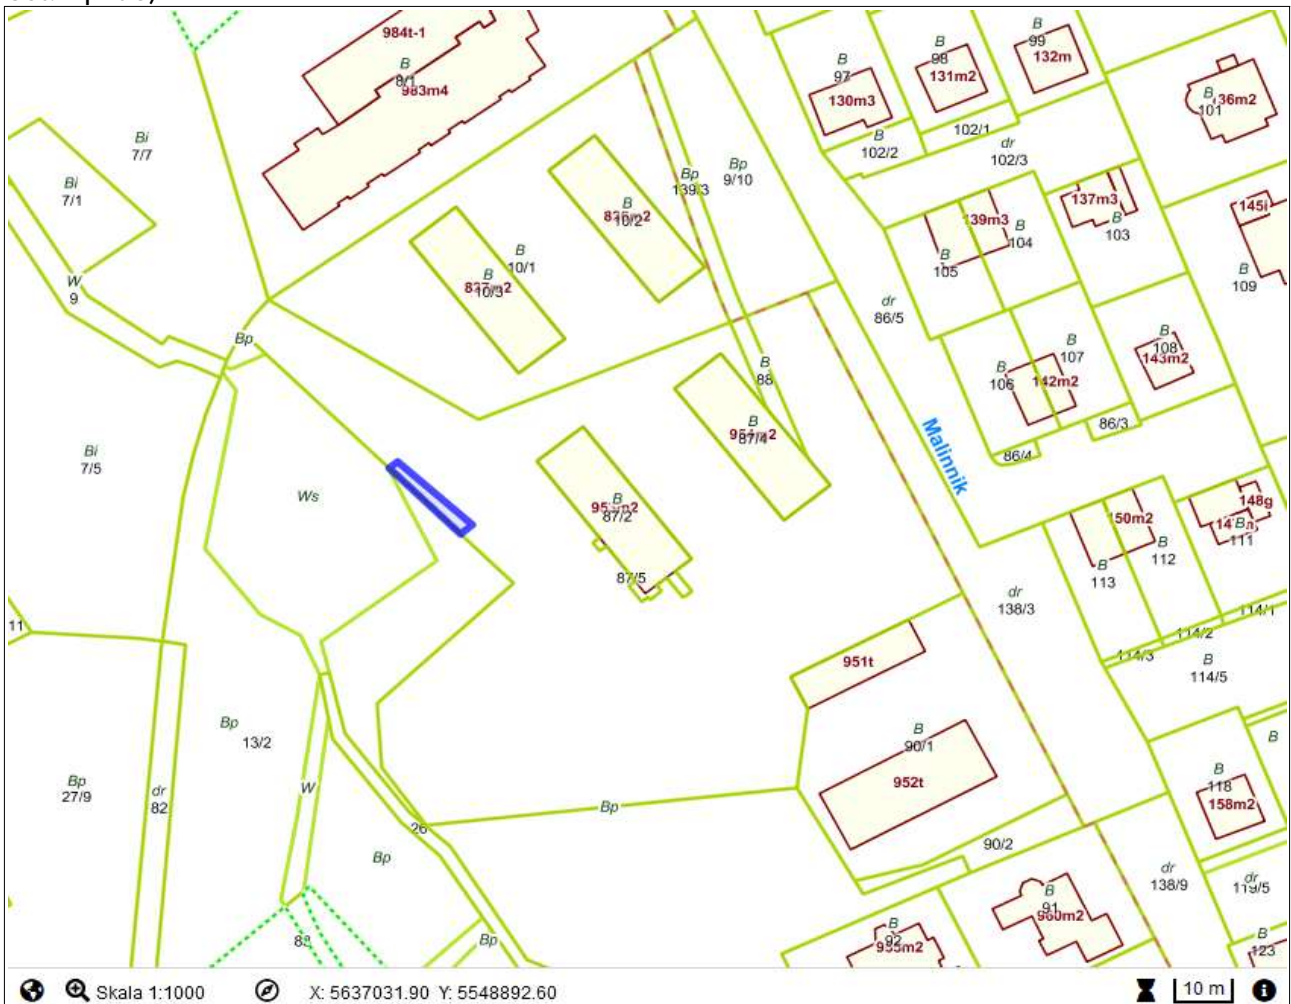 984t-1
B
8/1
983m4
B
99
132m
B
98
131m2
B
97
130m3
B
101
36m2
Bi
7/7
Bi
7/1
B
102/2
102/1
dr
102/3
Bp
139/3
Bp
9/10
B
10/2
B
10/1
B
10/3
137m3
B
103
139m3
B
104
B
105
145i
B
109
W
9
Bp
dr
86/5
B
88
B
107
B
108
143m2
B
106
142m2
86/3
86/4
Malinnik
B
87/4
Bi
7/5
Ws
B
87/2
87/5
150m2
B
113
B
112
148g
B
111
dr
138/3
114/1
114/2
114/3
B
114/5
11
951t
B
90/1
952t
Bp
13/2
Bp
27/9
dr
82
W
Bp
26
Bp
B
B
118
158m2
90/2
dr
138/9
dr
119/5
B
91
960m2
B
92
Bp
B
123
Skala 1:1000
X: 5637031.90 Y: 5548892.60
10 m